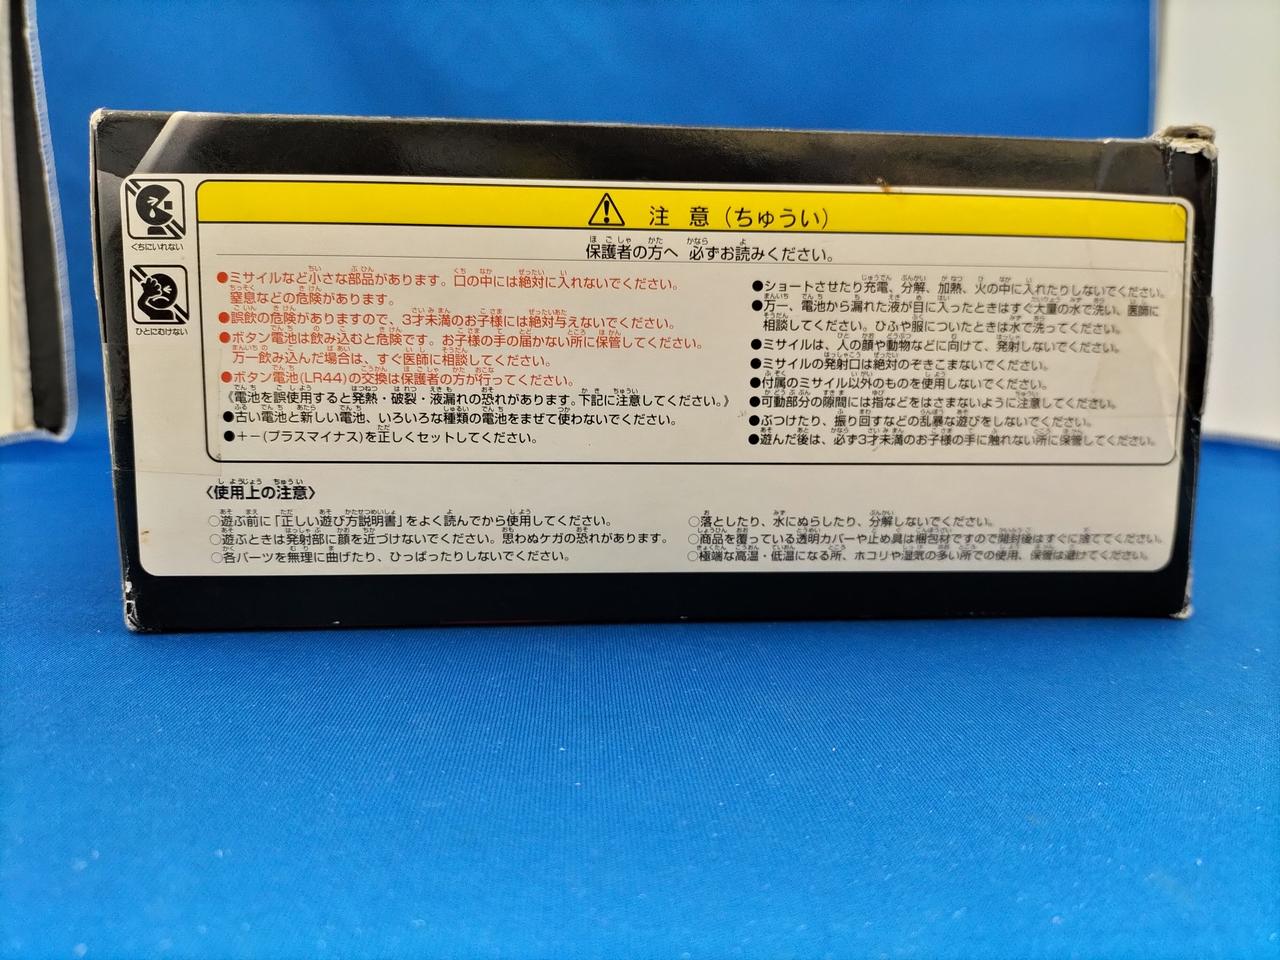 くちにいれない
ひとにむけない
注 意（ちゅうい）
保護者の方へ 必ずお読みください。
●ミサイルなど小さな部品があります。口の中には絶対に入れないでください。
窒息などの危険があります。
●誤飲の危険がありますので、3才未満のお子様には絶対与えないでください。
●ボタン電池は飲み込むと危険です。お子様の手の届かない所に保管してください。
万一飲み込んだ場合は、すぐ医師に相談してください。
●ボタン電池(LR44)の交換は保護者の方が行ってください。
《電池を誤使用すると発熱・破裂・液漏れの恐れがあります。下記に注意してください。》
●古い電池と新しい電池、いろいろな種類の電池をまぜて使わないでください。
●＋－(プラスマイナス)を正しくセットしてください。
●ショートさせたり充電、分解、加熱、火の中に入れたりしないでください。
●万一、電池から漏れた液が目に入ったときはすぐ大量の水で洗い、医師に
相談してください。ひふや服についたときは水で洗ってください。
●ミサイルは、人の顔や動物などに向けて、発射しないでください。
●ミサイルの発射口は絶対のぞきこまないでください。
●付属のミサイル以外のものを使用しないでください。
●可動部分の隙間には指などをはさまないように注意してください。
●ぶつけたり、振り回すなどの乱暴な遊びをしないでください。
●遊んだ後は、必ず3才未満のお子様の手に触れない所に保管してください。
〈使用上の注意〉
○遊ぶ前に「正しい遊び方説明書」をよく読んでから使用してください。
○遊ぶときは発射部に顔を近づけないでください。思わぬケガの恐れがあります。
○各パーツを無理に曲げたり、ひっぱったりしないでください。
○落としたり、水にぬらしたり、分解しないでください。
○商品を覆っている透明カバーや止め具は梱包材ですので開封後はすぐに捨ててください。
○極端な高温・低温になる所、ホコリや湿気の多い所での使用、保管は避けてください。